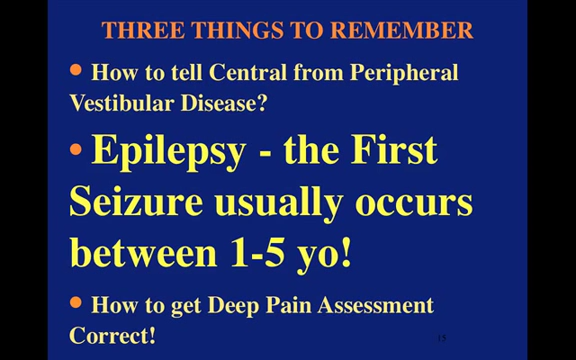 THREE THINGS TO REMEMBER
• How to tell Central from Peripheral
Vestibular Disease?
• Epilepsy - the First
Seizure usually occurs
between 1-5 yo!
• How to get Deep Pain Assessment
Correct!
15